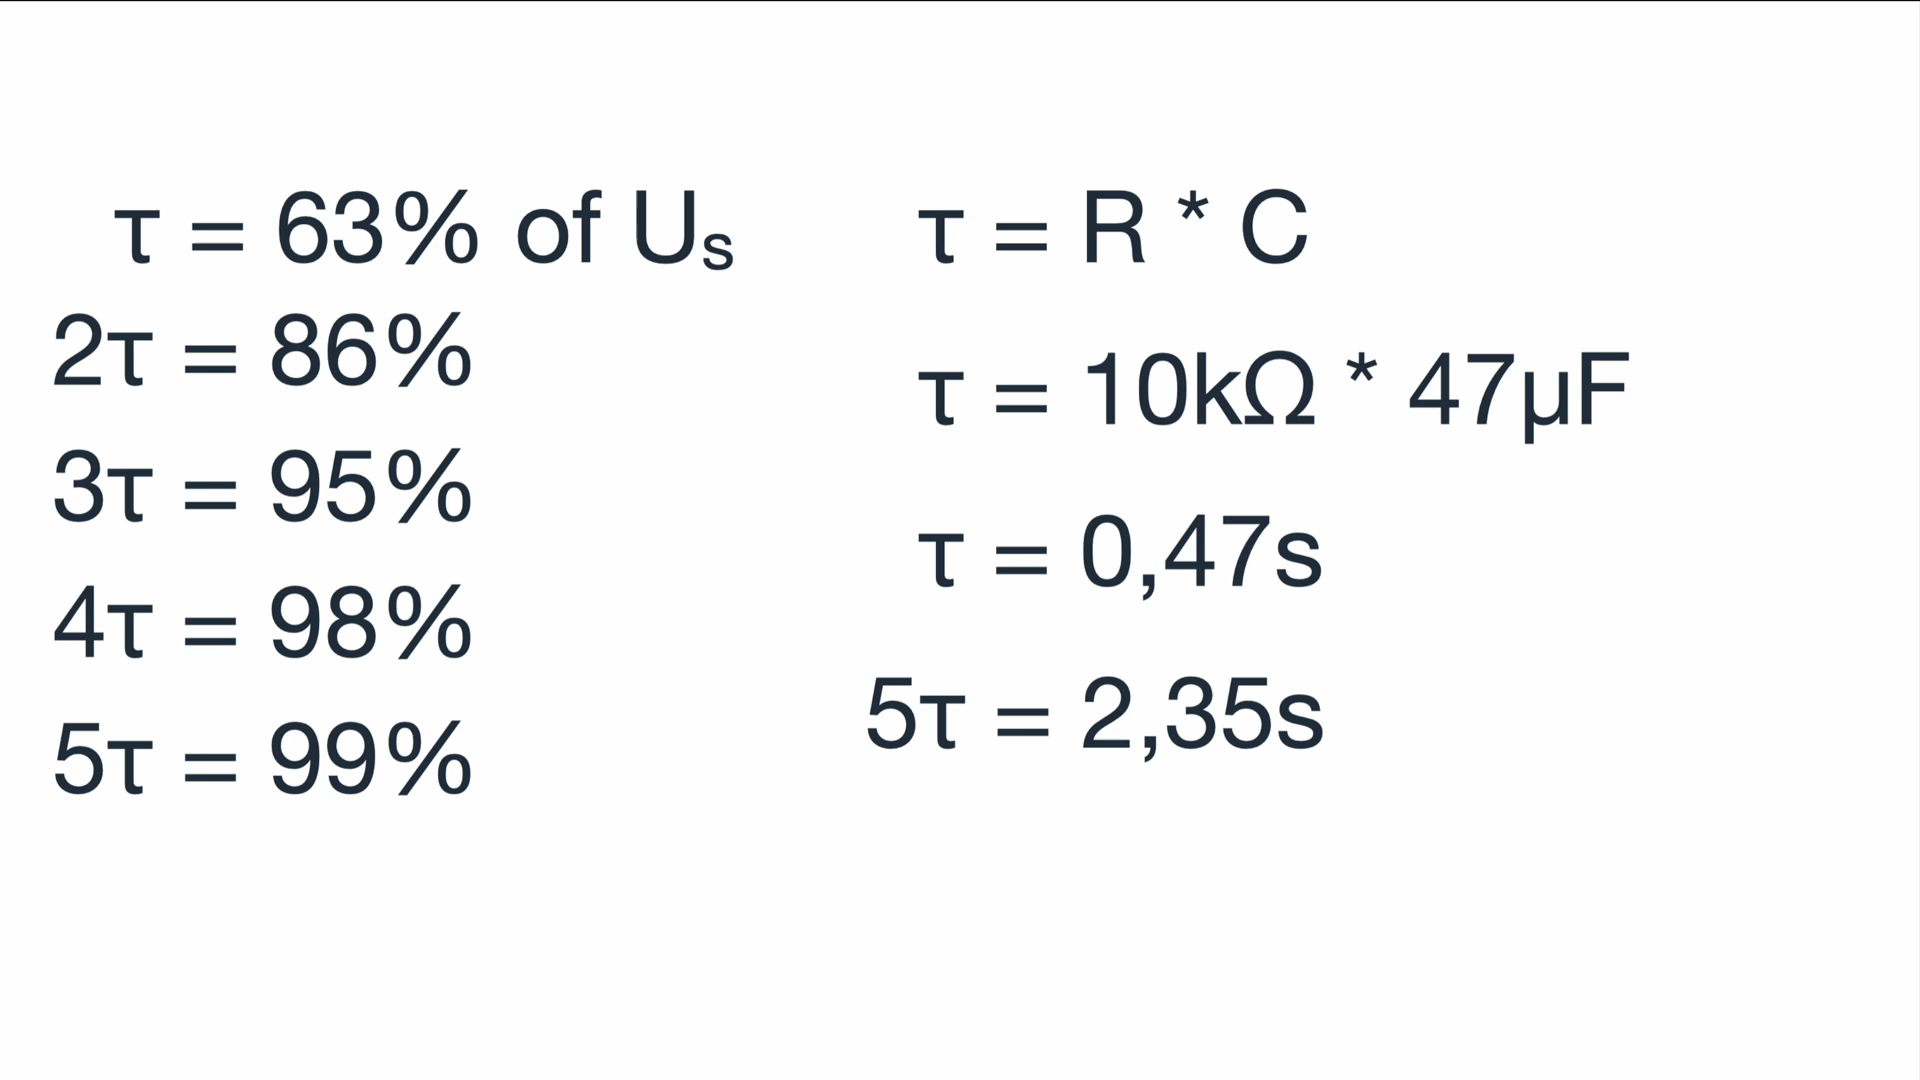 τ = 63% of Us
2τ = 86%
3τ = 95%
4τ = 98%
5τ = 99%
τ = R * C
τ = 10kΩ * 47µF
τ = 0,47s
5τ = 2,35s